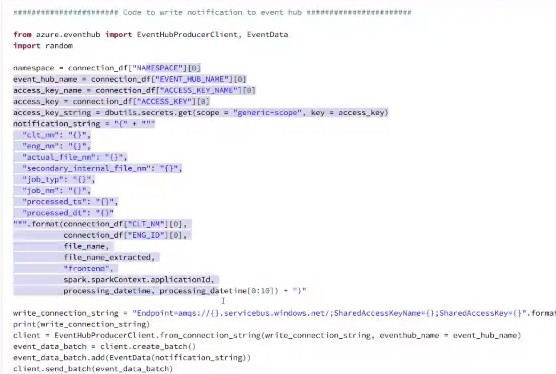 ###################### Code to write notification to event hub ######################
from azure.eventhub import EventHubProducerClient, EventData
import random
namespace = connection_df["NAMESPACE"][0]
event_hub_name = connection_df["EVENT_HUB_NAME"][0]
access_key_name = connection_df["ACCESS_KEY_NAME"][0]
access_key = connection_df["ACCESS_KEY"][0]
access_key_string = dbutils.secrets.get(scope = "generic-scope", key = access_key)
notification_string = "{" + """
"clt_nm": "{}",
"eng_nm": "{}",
"actual_file_nm": "{}",
"secondary_internal_file_nm": "{}",
"job_typ": "{}",
"job_nm": "{}",
"processed_ts": "{}",
"processed_dt": "{}"
""".format(connection_df["CLT_NM"][0],
connection_df["ENG_ID"][0],
file_name,
file_name_extracted,
"frontend",
spark.sparkContext.applicationId,
processing_datetime, processing_datetime[0:10]) + "}"
write_connection_string = "Endpoint=amqs://{}.servicebus.windows.net/;SharedAccessKeyName={};SharedAccessKey={}".format
print(write_connection_string)
client = EventHubProducerClient.from_connection_string(write_connection_string, eventhub_name = event_hub_name)
event_data_batch = client.create_batch()
event_data_batch.add(EventData(notification_string))
client.send_batch(event_data_batch)